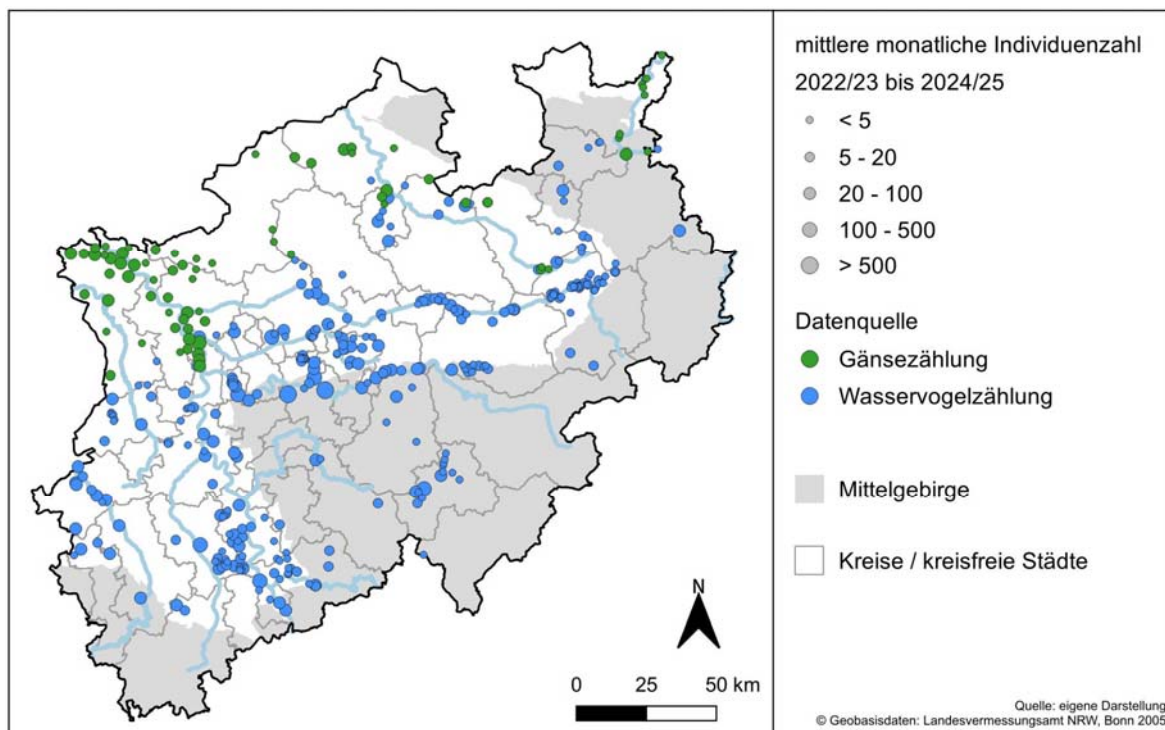 mittlere monatliche Individuenzahl
2022/23 bis 2024/25
< 5
5 - 20
20 - 100
100 - 500
> 500
Datenquelle
Gänsezählung
Wasservogelzählung
Mittelgebirge
Kreise / kreisfreie Städte
N
0 25 50 km
Quelle: eigene Darstellung
© Geobasisdaten: Landesvermessungsamt NRW, Bonn 2005